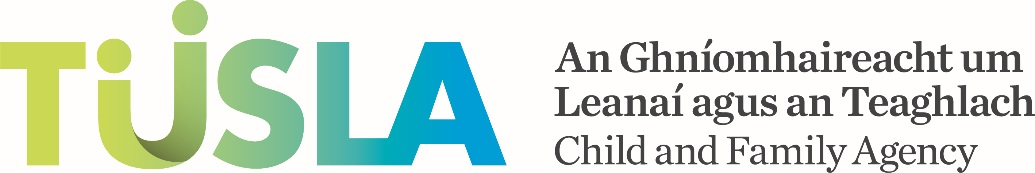 TUSLA
An Ghníomhaireacht um
Leanaí agus an Teaghlach
Child and Family Agency